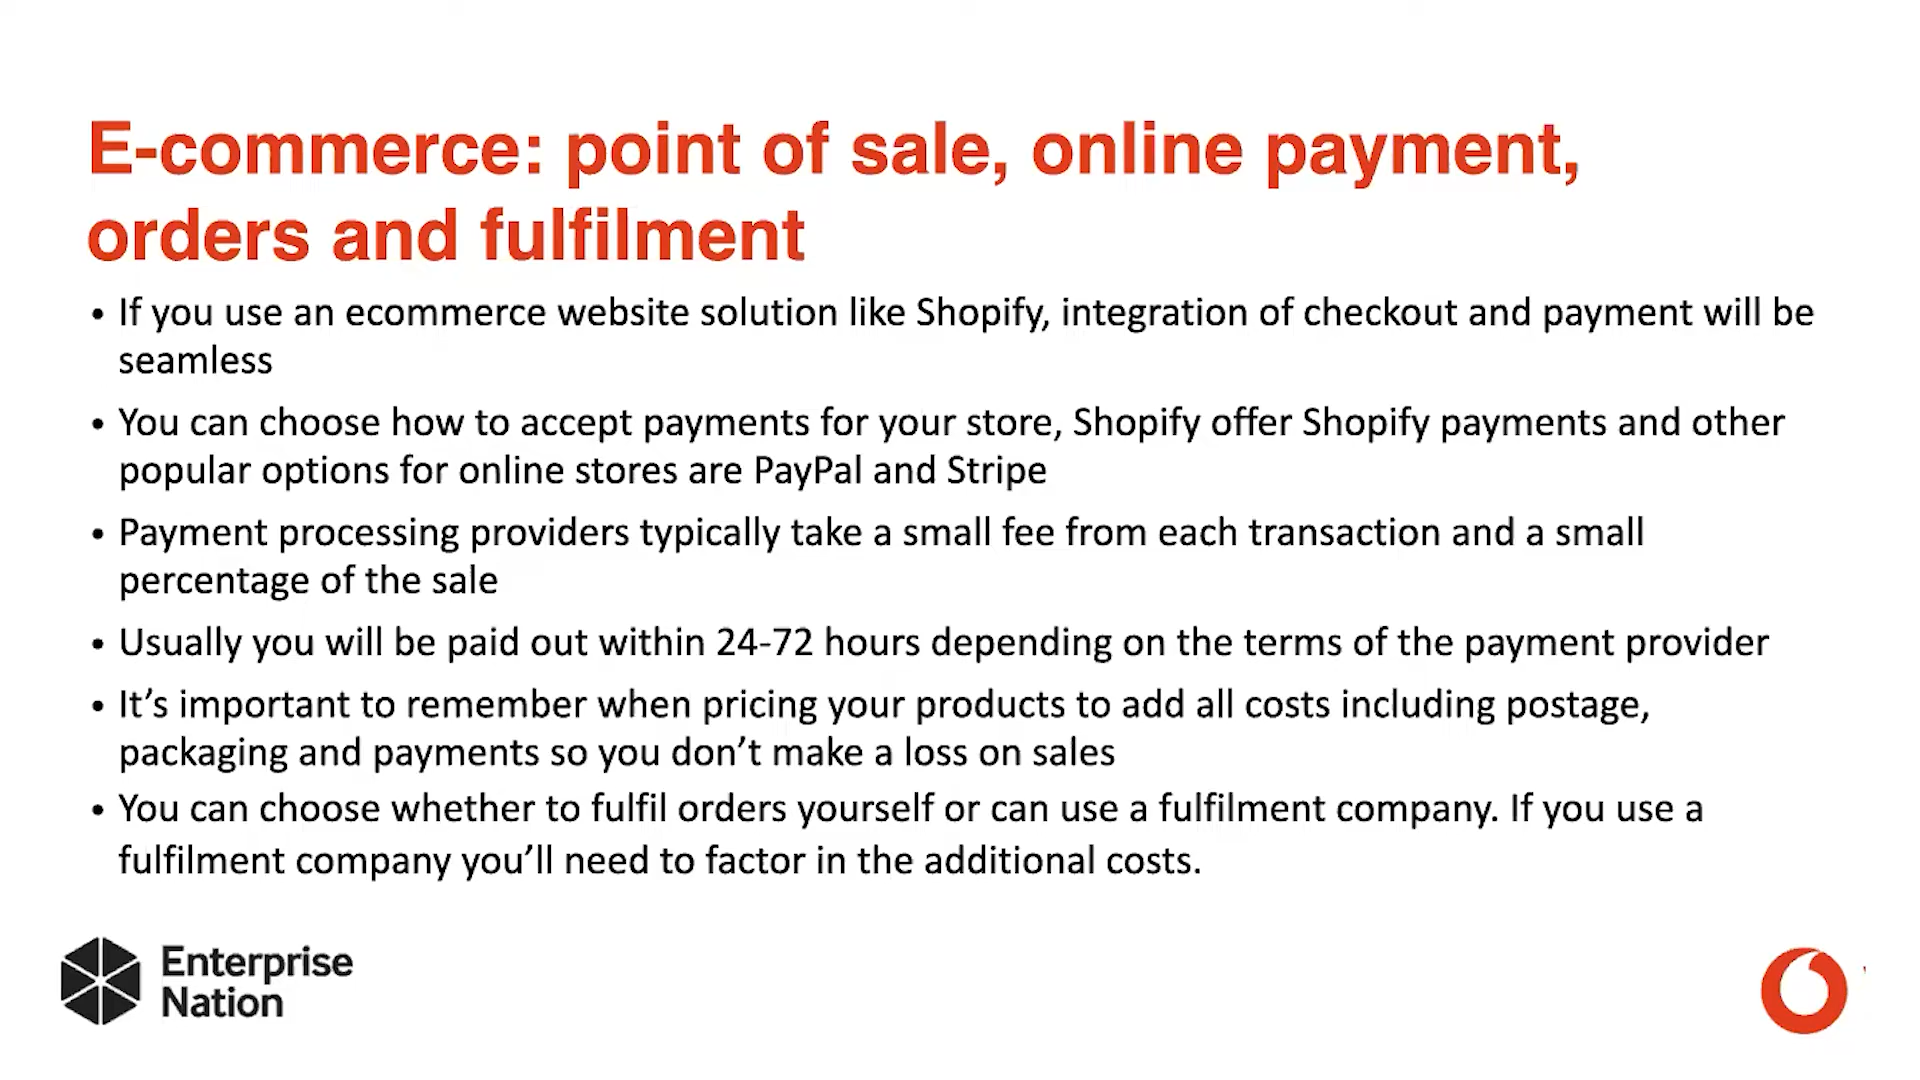 E-commerce: point of sale, online payment,
orders and fulfilment
• If you use an ecommerce website solution like Shopify, integration of checkout and payment will be
seamless
• You can choose how to accept payments for your store, Shopify offer Shopify payments and other
popular options for online stores are PayPal and Stripe
• Payment processing providers typically take a small fee from each transaction and a small
percentage of the sale
• Usually you will be paid out within 24-72 hours depending on the terms of the payment provider
• It’s important to remember when pricing your products to add all costs including postage,
packaging and payments so you don’t make a loss on sales
• You can choose whether to fulfil orders yourself or can use a fulfilment company. If you use a
fulfilment company you’ll need to factor in the additional costs.
Enterprise
Nation